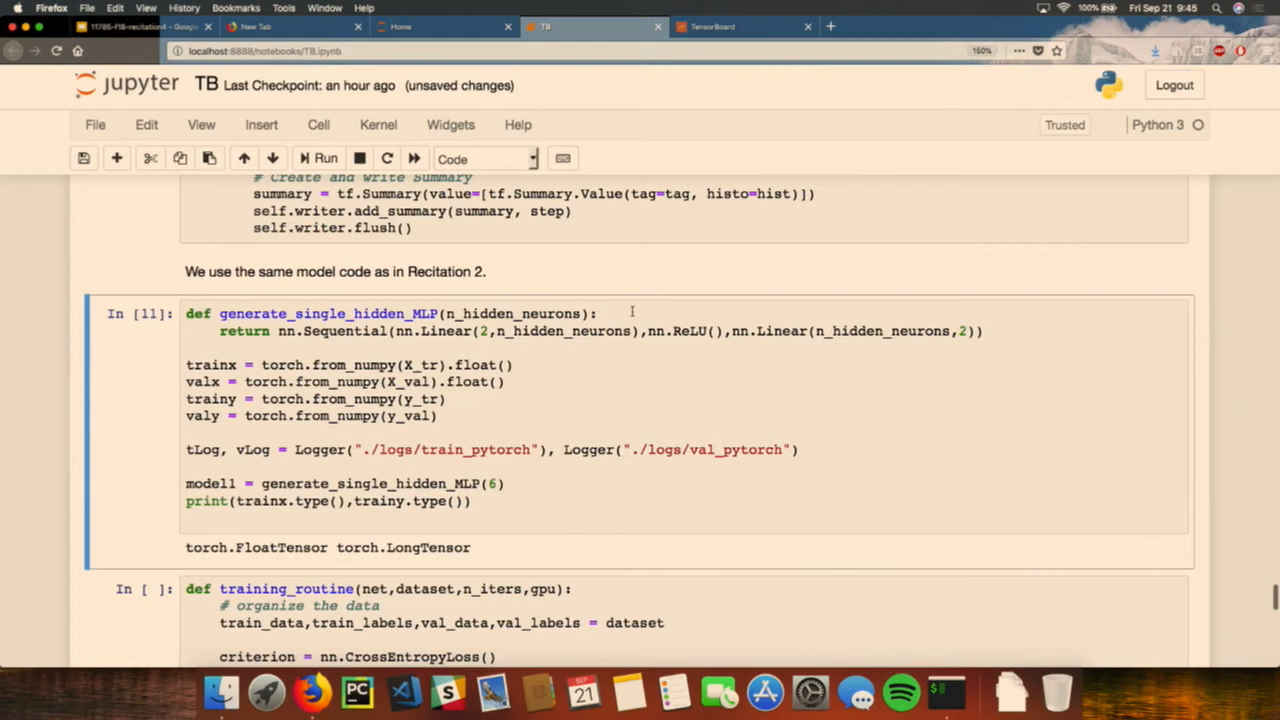 Firefox File Edit View History Bookmarks Tools Window Help 100% Fri Sep 21 9:45
11785-f18-recitation4 - Google New Tab Home TB TensorBoard
localhost:8888/notebooks/TB.ipynb 150%
jupyter TB Last Checkpoint: an hour ago (unsaved changes) Logout
File Edit View Insert Cell Kernel Widgets Help Trusted Python 3
Run Code
# Create and write Summary
summary = tf.Summary(value=[tf.Summary.Value(tag=tag, histo=hist)])
self.writer.add_summary(summary, step)
self.writer.flush()
We use the same model code as in Recitation 2.
In [11]: def generate_single_hidden_MLP(n_hidden_neurons):
return nn.Sequential(nn.Linear(2,n_hidden_neurons),nn.ReLU(),nn.Linear(n_hidden_neurons,2))
trainx = torch.from_numpy(X_tr).float()
valx = torch.from_numpy(X_val).float()
trainy = torch.from_numpy(y_tr)
valy = torch.from_numpy(y_val)
tLog, vLog = Logger("./logs/train_pytorch"), Logger("./logs/val_pytorch")
model1 = generate_single_hidden_MLP(6)
print(trainx.type(),trainy.type())
torch.FloatTensor torch.LongTensor
In [ ]: def training_routine(net,dataset,n_iters,gpu):
# organize the data
train_data,train_labels,val_data,val_labels = dataset
criterion = nn.CrossEntropyLoss()
PC
SEP
21